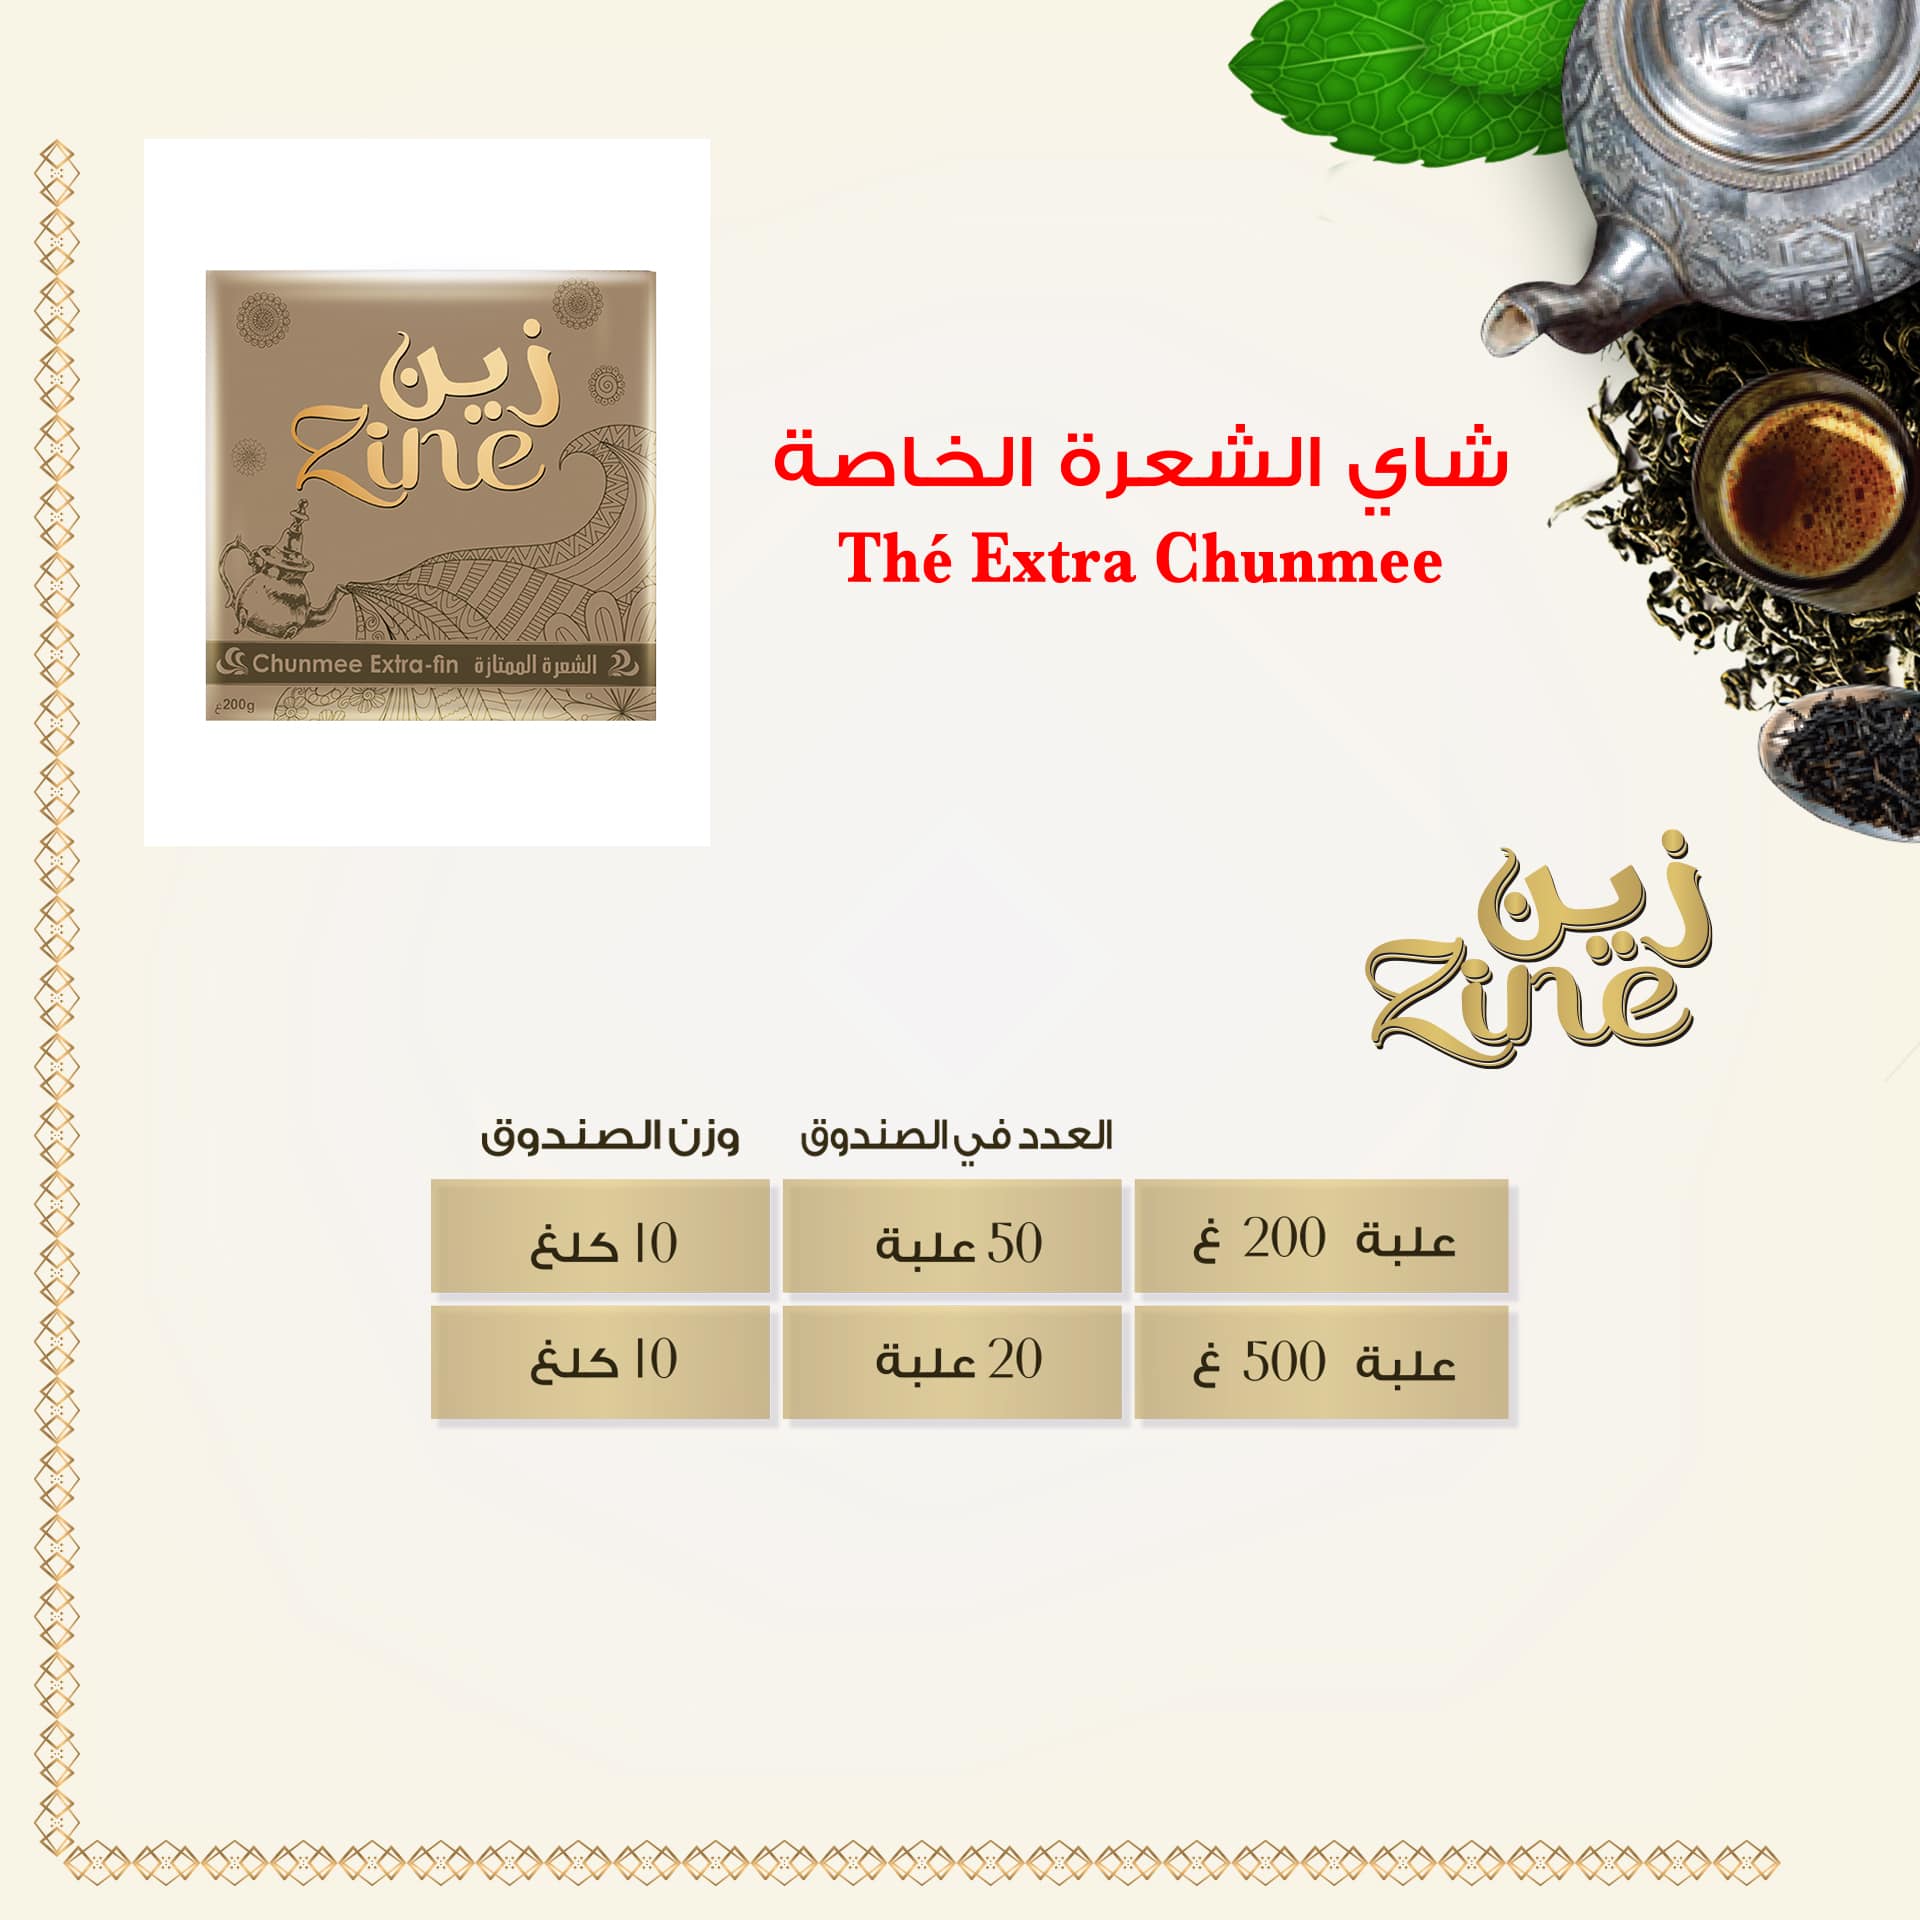 زين
Zine
Chunmee Extra-fin الشعرة الممتازة
200g غ
شاي الشعرة الخاصة
Thé Extra Chunmee
زين
Zine
العدد في الصندوق وزن الصندوق
علبة 200 غ 50 علبة 10 كلغ
علبة 500 غ 20 علبة 10 كلغ